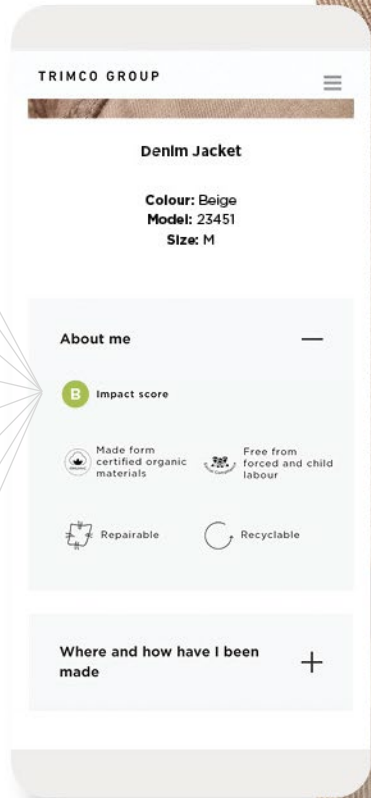 TRIMCO GROUP
Denim Jacket
Colour: Beige
Model: 23451
Size: M
About me
B Impact score
Made form
certified organic
materials
Free from
forced and child
labour
Repairable
Recyclable
Where and how have I been
made